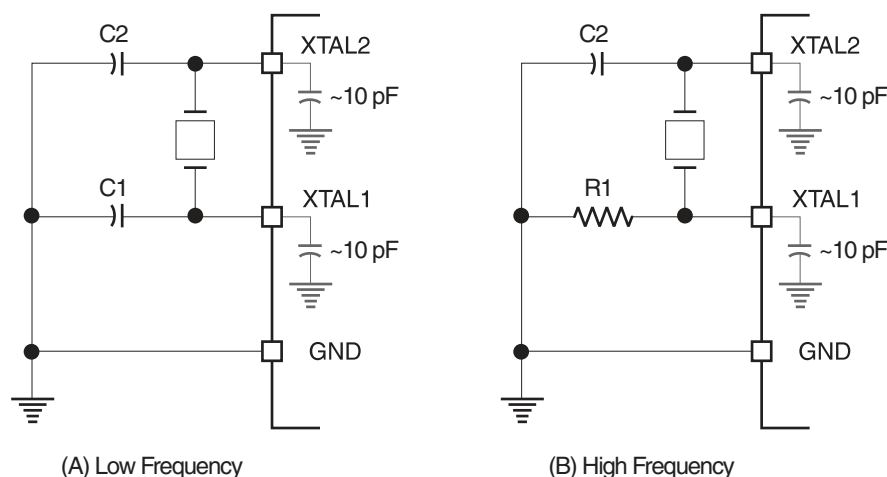 C2
XTAL2
~10 pF
C1
XTAL1
~10 pF
GND
(A) Low Frequency
C2
XTAL2
~10 pF
R1
XTAL1
~10 pF
GND
(B) High Frequency